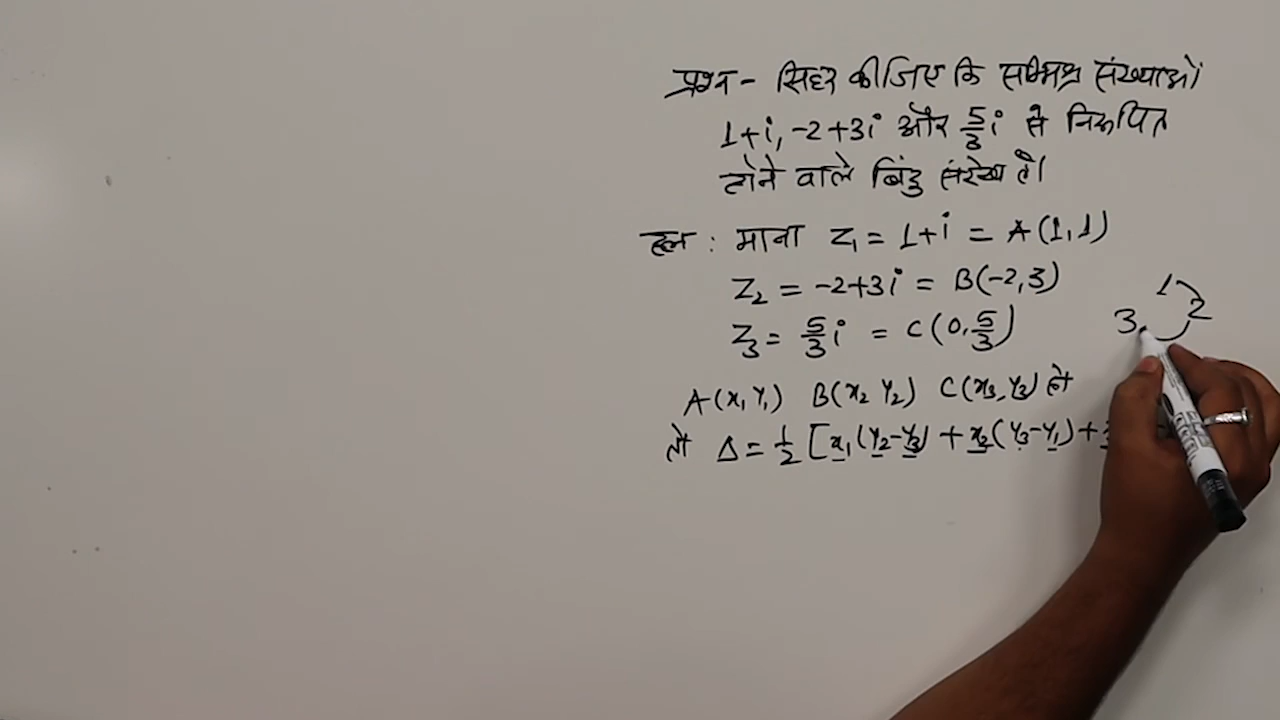 प्रश्न - सिद्ध कीजिए कि सम्मिश्र संख्याओं
1+i, -2+3i और 5/3 i से निरूपित
होने वाले बिंदु संरेख है।
हल : माना Z₁ = 1+i = A(1,1)
Z₂ = -2+3i = B(-2,3)
Z₃ = 5/3 i = C(0, 5/3)
1 2
3
A(x₁ y₁) B(x₂ y₂) C(x₃, y₃) हो
तो Δ = 1/2 [x₁(y₂-y₃) + x₂(y₃-y₁) +